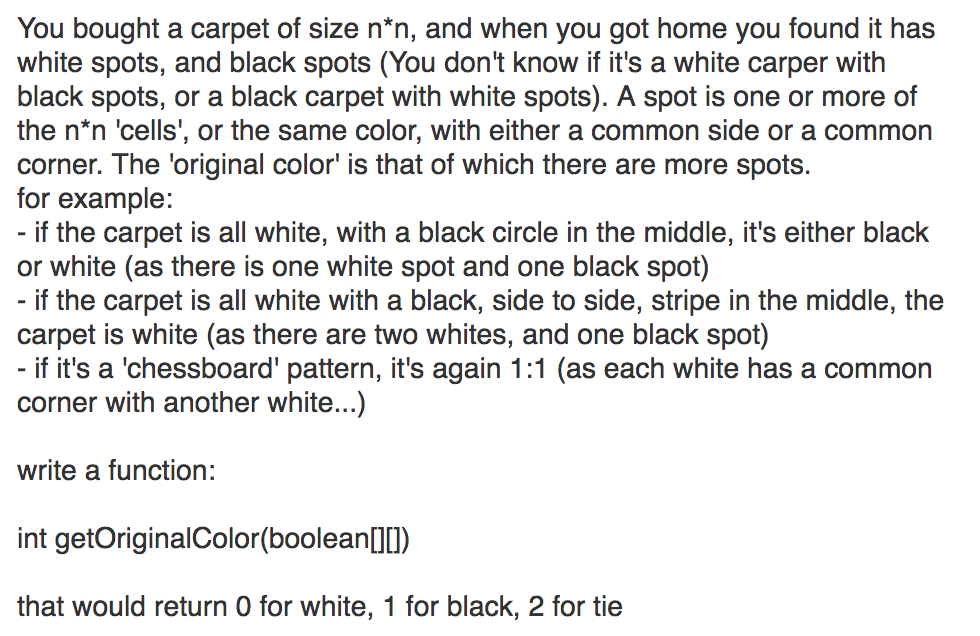 You bought a carpet of size n*n, and when you got home you found it has
white spots, and black spots (You don't know if it's a white carper with
black spots, or a black carpet with white spots). A spot is one or more of
the n*n 'cells', or the same color, with either a common side or a common
corner. The 'original color' is that of which there are more spots.
for example:
- if the carpet is all white, with a black circle in the middle, it's either black
or white (as there is one white spot and one black spot)
- if the carpet is all white with a black, side to side, stripe in the middle, the
carpet is white (as there are two whites, and one black spot)
- if it's a 'chessboard' pattern, it's again 1:1 (as each white has a common
corner with another white...)
write a function:
int getOriginalColor(boolean[][])
that would return 0 for white, 1 for black, 2 for tie